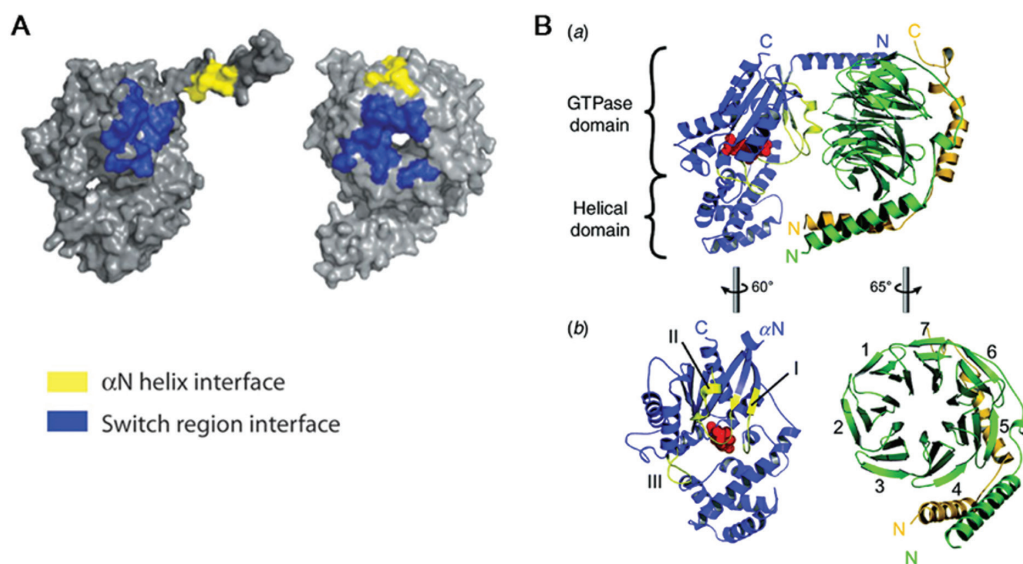 A
αN helix interface
Switch region interface
B
(a)
C
N
C
GTPase
domain
Helical
domain
N
N
60°
65°
(b)
C
αN
II
I
III
7
1
6
2
5
3
4
N
N